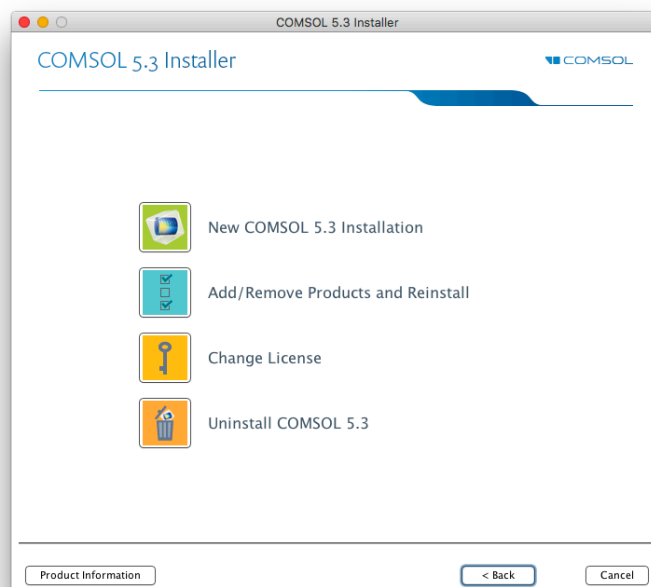 COMSOL 5.3 Installer
COMSOL 5.3 Installer
COMSOL
New COMSOL 5.3 Installation
Add/Remove Products and Reinstall
Change License
Uninstall COMSOL 5.3
Product Information
< Back
Cancel